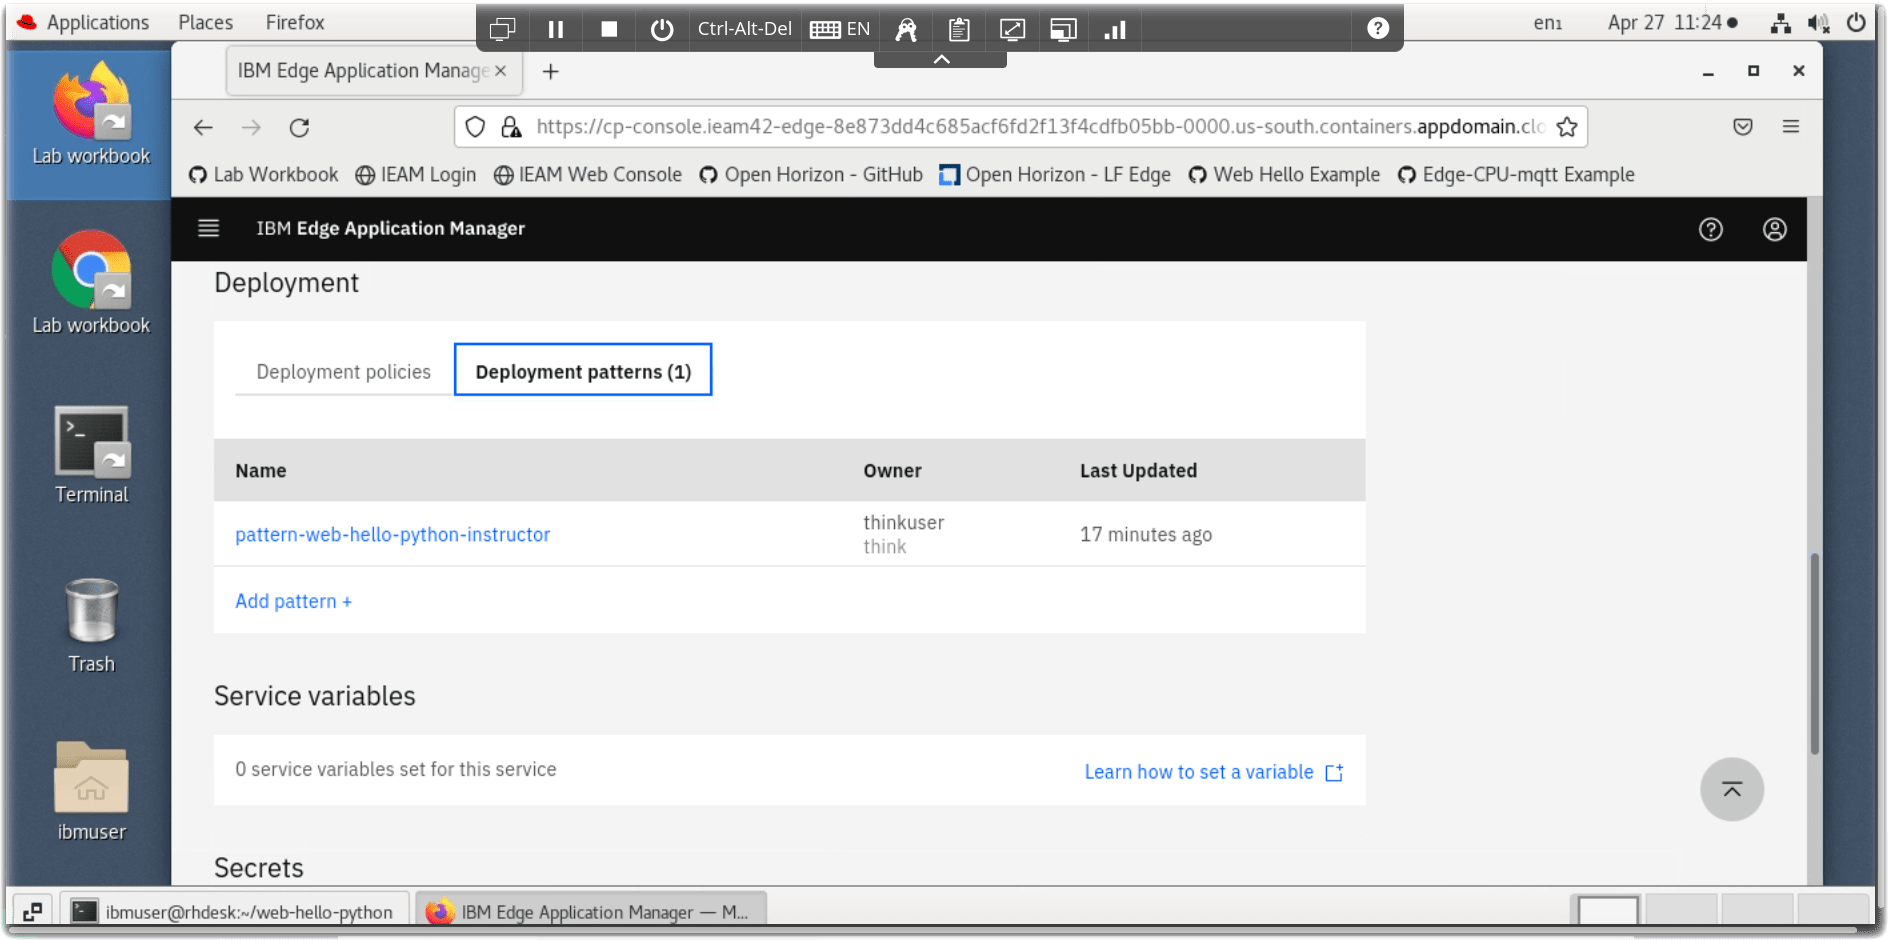 Applications Places Firefox
Ctrl-Alt-Del EN
en₁ Apr 27 11:24
IBM Edge Application Manage
https://cp-console.ieam42-edge-8e873dd4c685acf6fd2f13f4cdfb05bb-0000.us-south.containers.appdomain.clo
Lab Workbook IEAM Login IEAM Web Console Open Horizon - GitHub Open Horizon - LF Edge Web Hello Example Edge-CPU-mqtt Example
Lab workbook
Lab workbook
Terminal
Trash
ibmuser
IBM Edge Application Manager
Deployment
Deployment policies Deployment patterns (1)
Name Owner Last Updated
pattern-web-hello-python-instructor thinkuser 17 minutes ago
think
Add pattern +
Service variables
0 service variables set for this service Learn how to set a variable
Secrets
ibmuser@rhdesk:~/web-hello-python IBM Edge Application Manager — M...